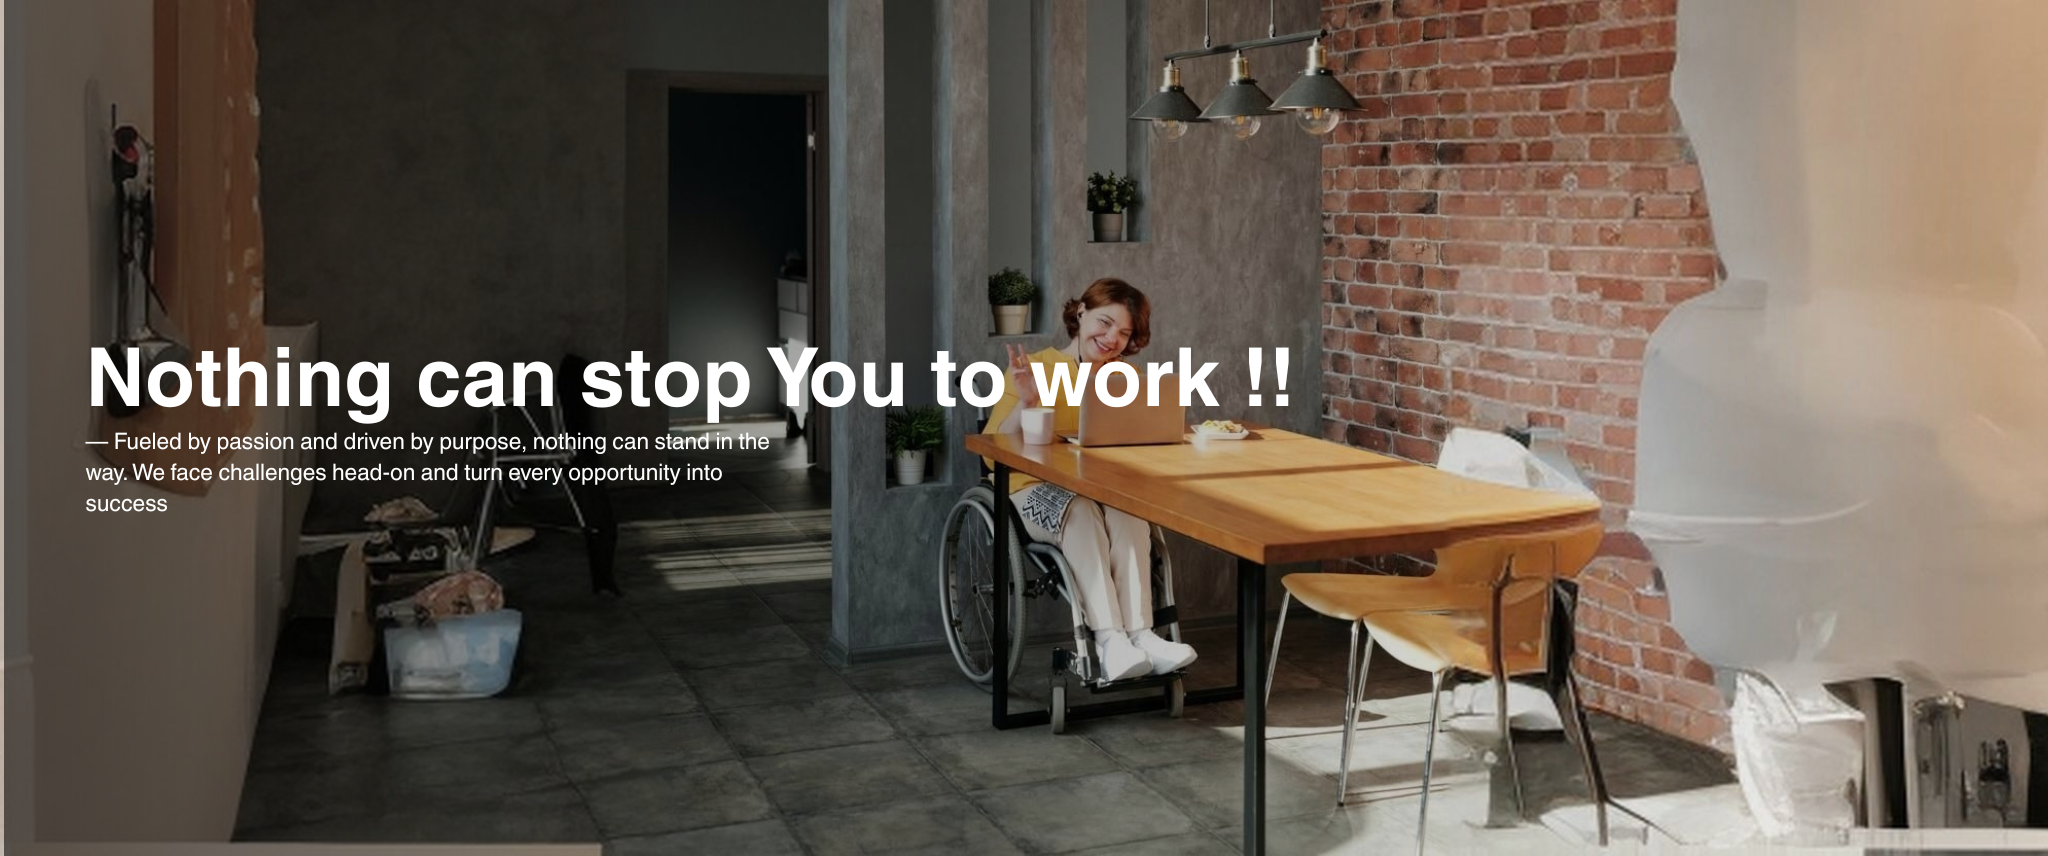 Nothing can stop You to work !!
— Fueled by passion and driven by purpose, nothing can stand in the
way. We face challenges head-on and turn every opportunity into
success